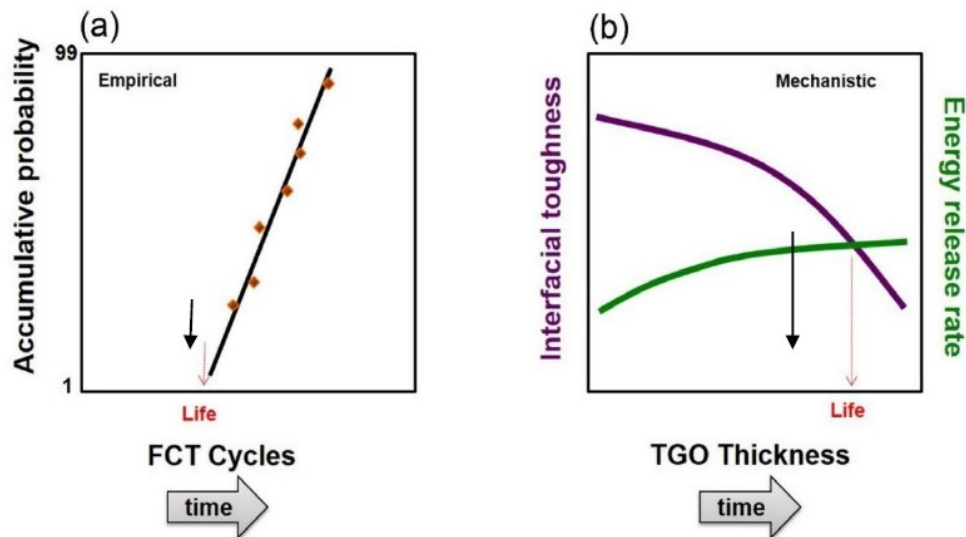 (a)
99
Empirical
Accumulative probability
1
Life
FCT Cycles
time
(b)
Mechanistic
Interfacial toughness
Energy release rate
Life
TGO Thickness
time